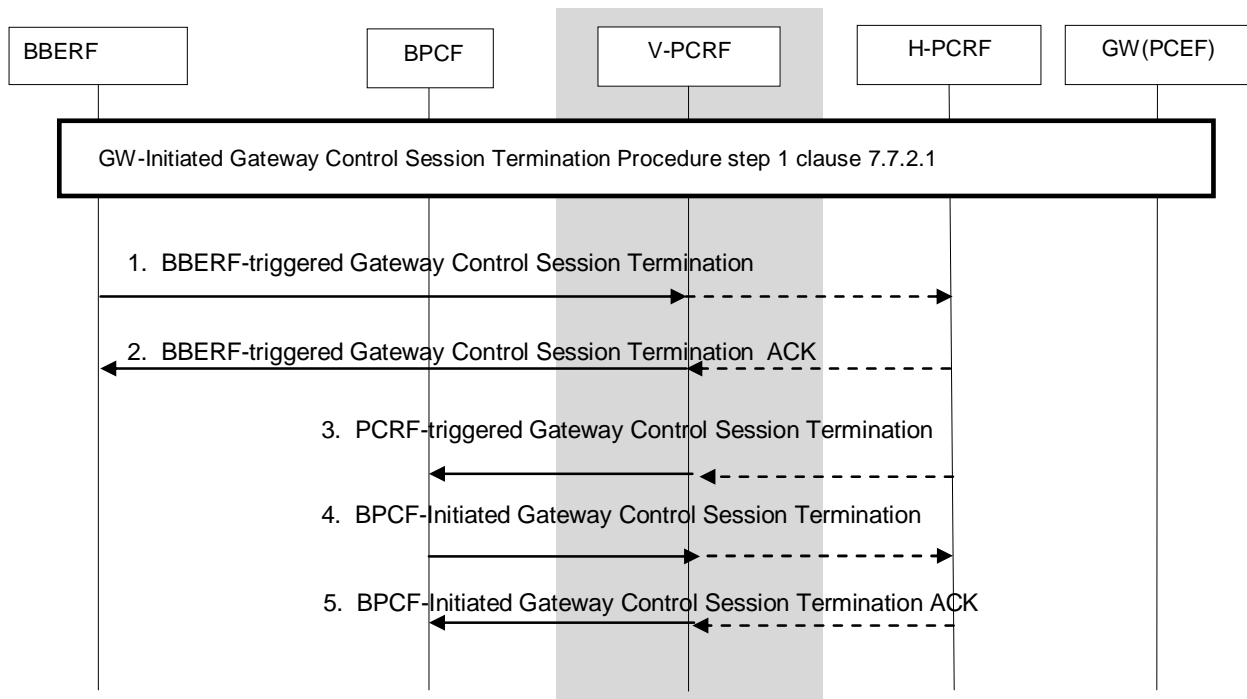 BBERF
BPCF
V-PCRF
H-PCRF
GW(PCEF)
GW-Initiated Gateway Control Session Termination Procedure step 1 clause 7.7.2.1
1. BBERF-triggered Gateway Control Session Termination
2. BBERF-triggered Gateway Control Session Termination ACK
3. PCRF-triggered Gateway Control Session Termination
4. BPCF-Initiated Gateway Control Session Termination
5. BPCF-Initiated Gateway Control Session Termination ACK